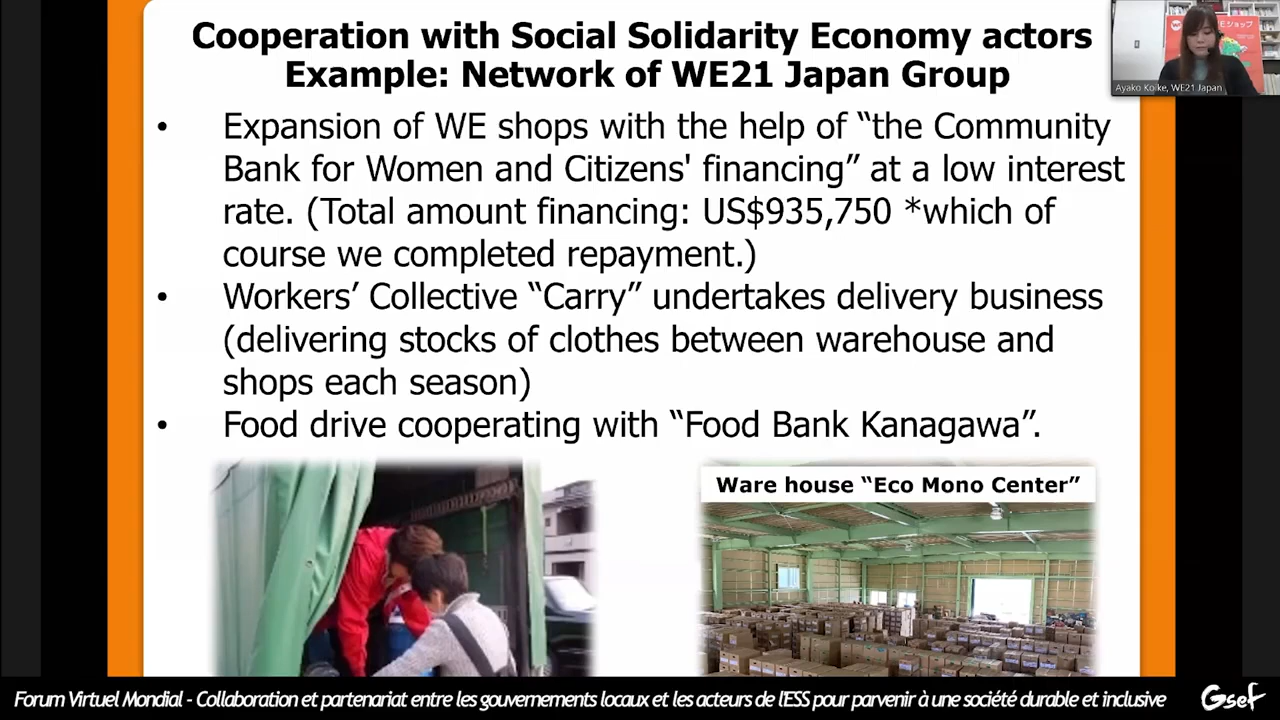 Cooperation with Social Solidarity Economy actors
Example: Network of WE21 Japan Group
• Expansion of WE shops with the help of “the Community
Bank for Women and Citizens' financing” at a low interest
rate. (Total amount financing: US$935,750 *which of
course we completed repayment.)
• Workers’ Collective “Carry” undertakes delivery business
(delivering stocks of clothes between warehouse and
shops each season)
• Food drive cooperating with “Food Bank Kanagawa”.
Ware house “Eco Mono Center”
Ayako Koike, WE21 Japan
Forum Virtuel Mondial - Collaboration et partenariat entre les gouvernements locaux et les acteurs de l'ESS pour parvenir à une société durable et inclusive
Gsef